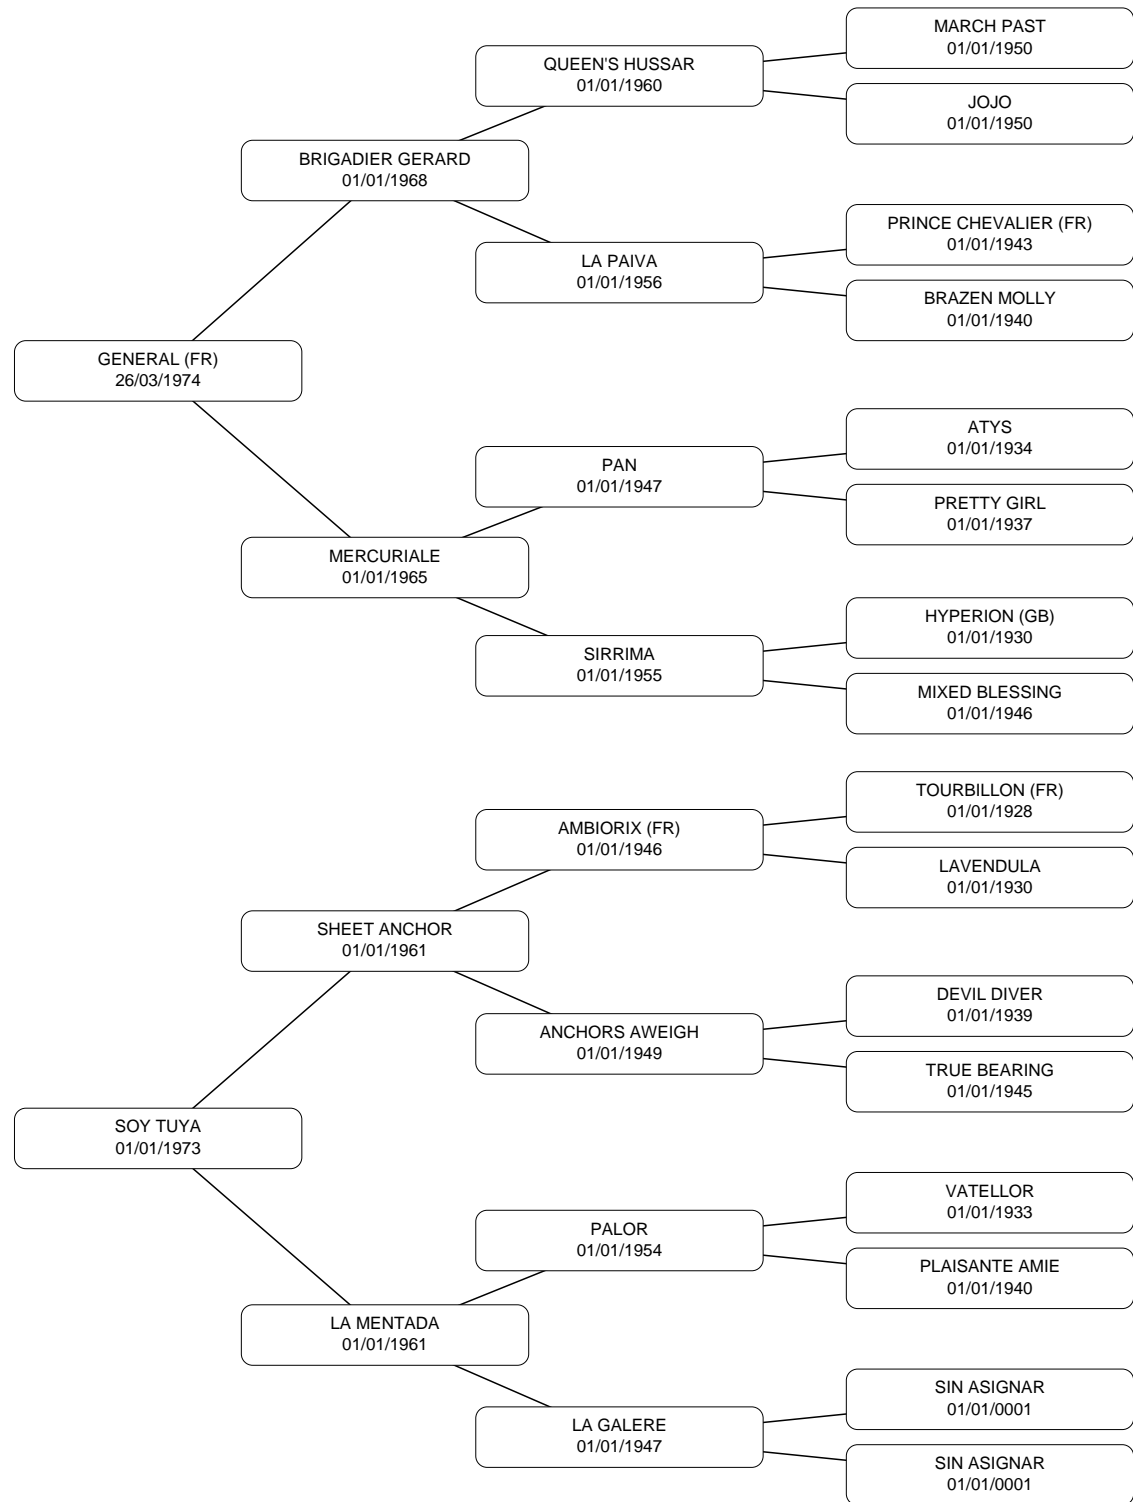 MARCH PAST
01/01/1950
QUEEN'S HUSSAR
01/01/1960
JOJO
01/01/1950
BRIGADIER GERARD
01/01/1968
PRINCE CHEVALIER (FR)
01/01/1943
LA PAIVA
01/01/1956
BRAZEN MOLLY
01/01/1940
GENERAL (FR)
26/03/1974
ATYS
01/01/1934
PAN
01/01/1947
PRETTY GIRL
01/01/1937
MERCURIALE
01/01/1965
HYPERION (GB)
01/01/1930
SIRRIMA
01/01/1955
MIXED BLESSING
01/01/1946
TOURBILLON (FR)
01/01/1928
AMBIORIX (FR)
01/01/1946
LAVENDULA
01/01/1930
SHEET ANCHOR
01/01/1961
DEVIL DIVER
01/01/1939
ANCHORS AWEIGH
01/01/1949
TRUE BEARING
01/01/1945
SOY TUYA
01/01/1973
VATELLOR
01/01/1933
PALOR
01/01/1954
PLAISANTE AMIE
01/01/1940
LA MENTADA
01/01/1961
SIN ASIGNAR
01/01/0001
LA GALERE
01/01/1947
SIN ASIGNAR
01/01/0001